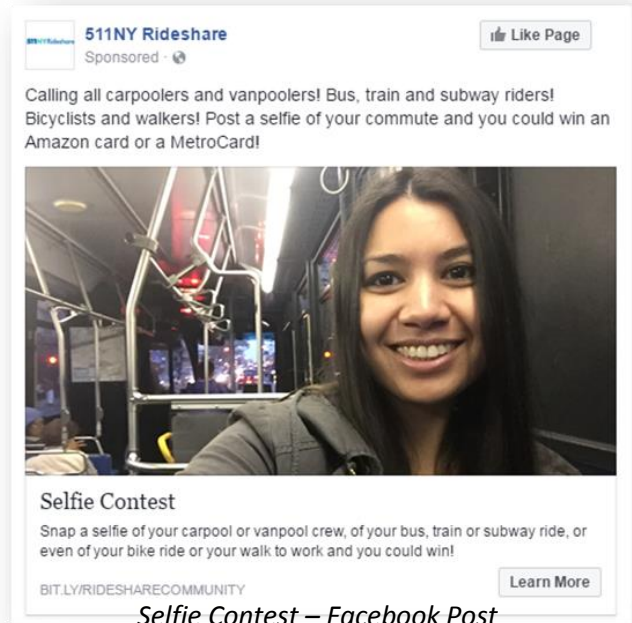 511NY Rideshare
511NY Rideshare
Like Page
Sponsored ·
Calling all carpoolers and vanpoolers! Bus, train and subway riders!
Bicyclists and walkers! Post a selfie of your commute and you could win an
Amazon card or a MetroCard!
Selfie Contest
Snap a selfie of your carpool or vanpool crew, of your bus, train or subway ride, or
even of your bike ride or your walk to work and you could win!
BIT.LY/RIDESHARECOMMUNITY
Learn More
Selfie Contest – Facebook Post